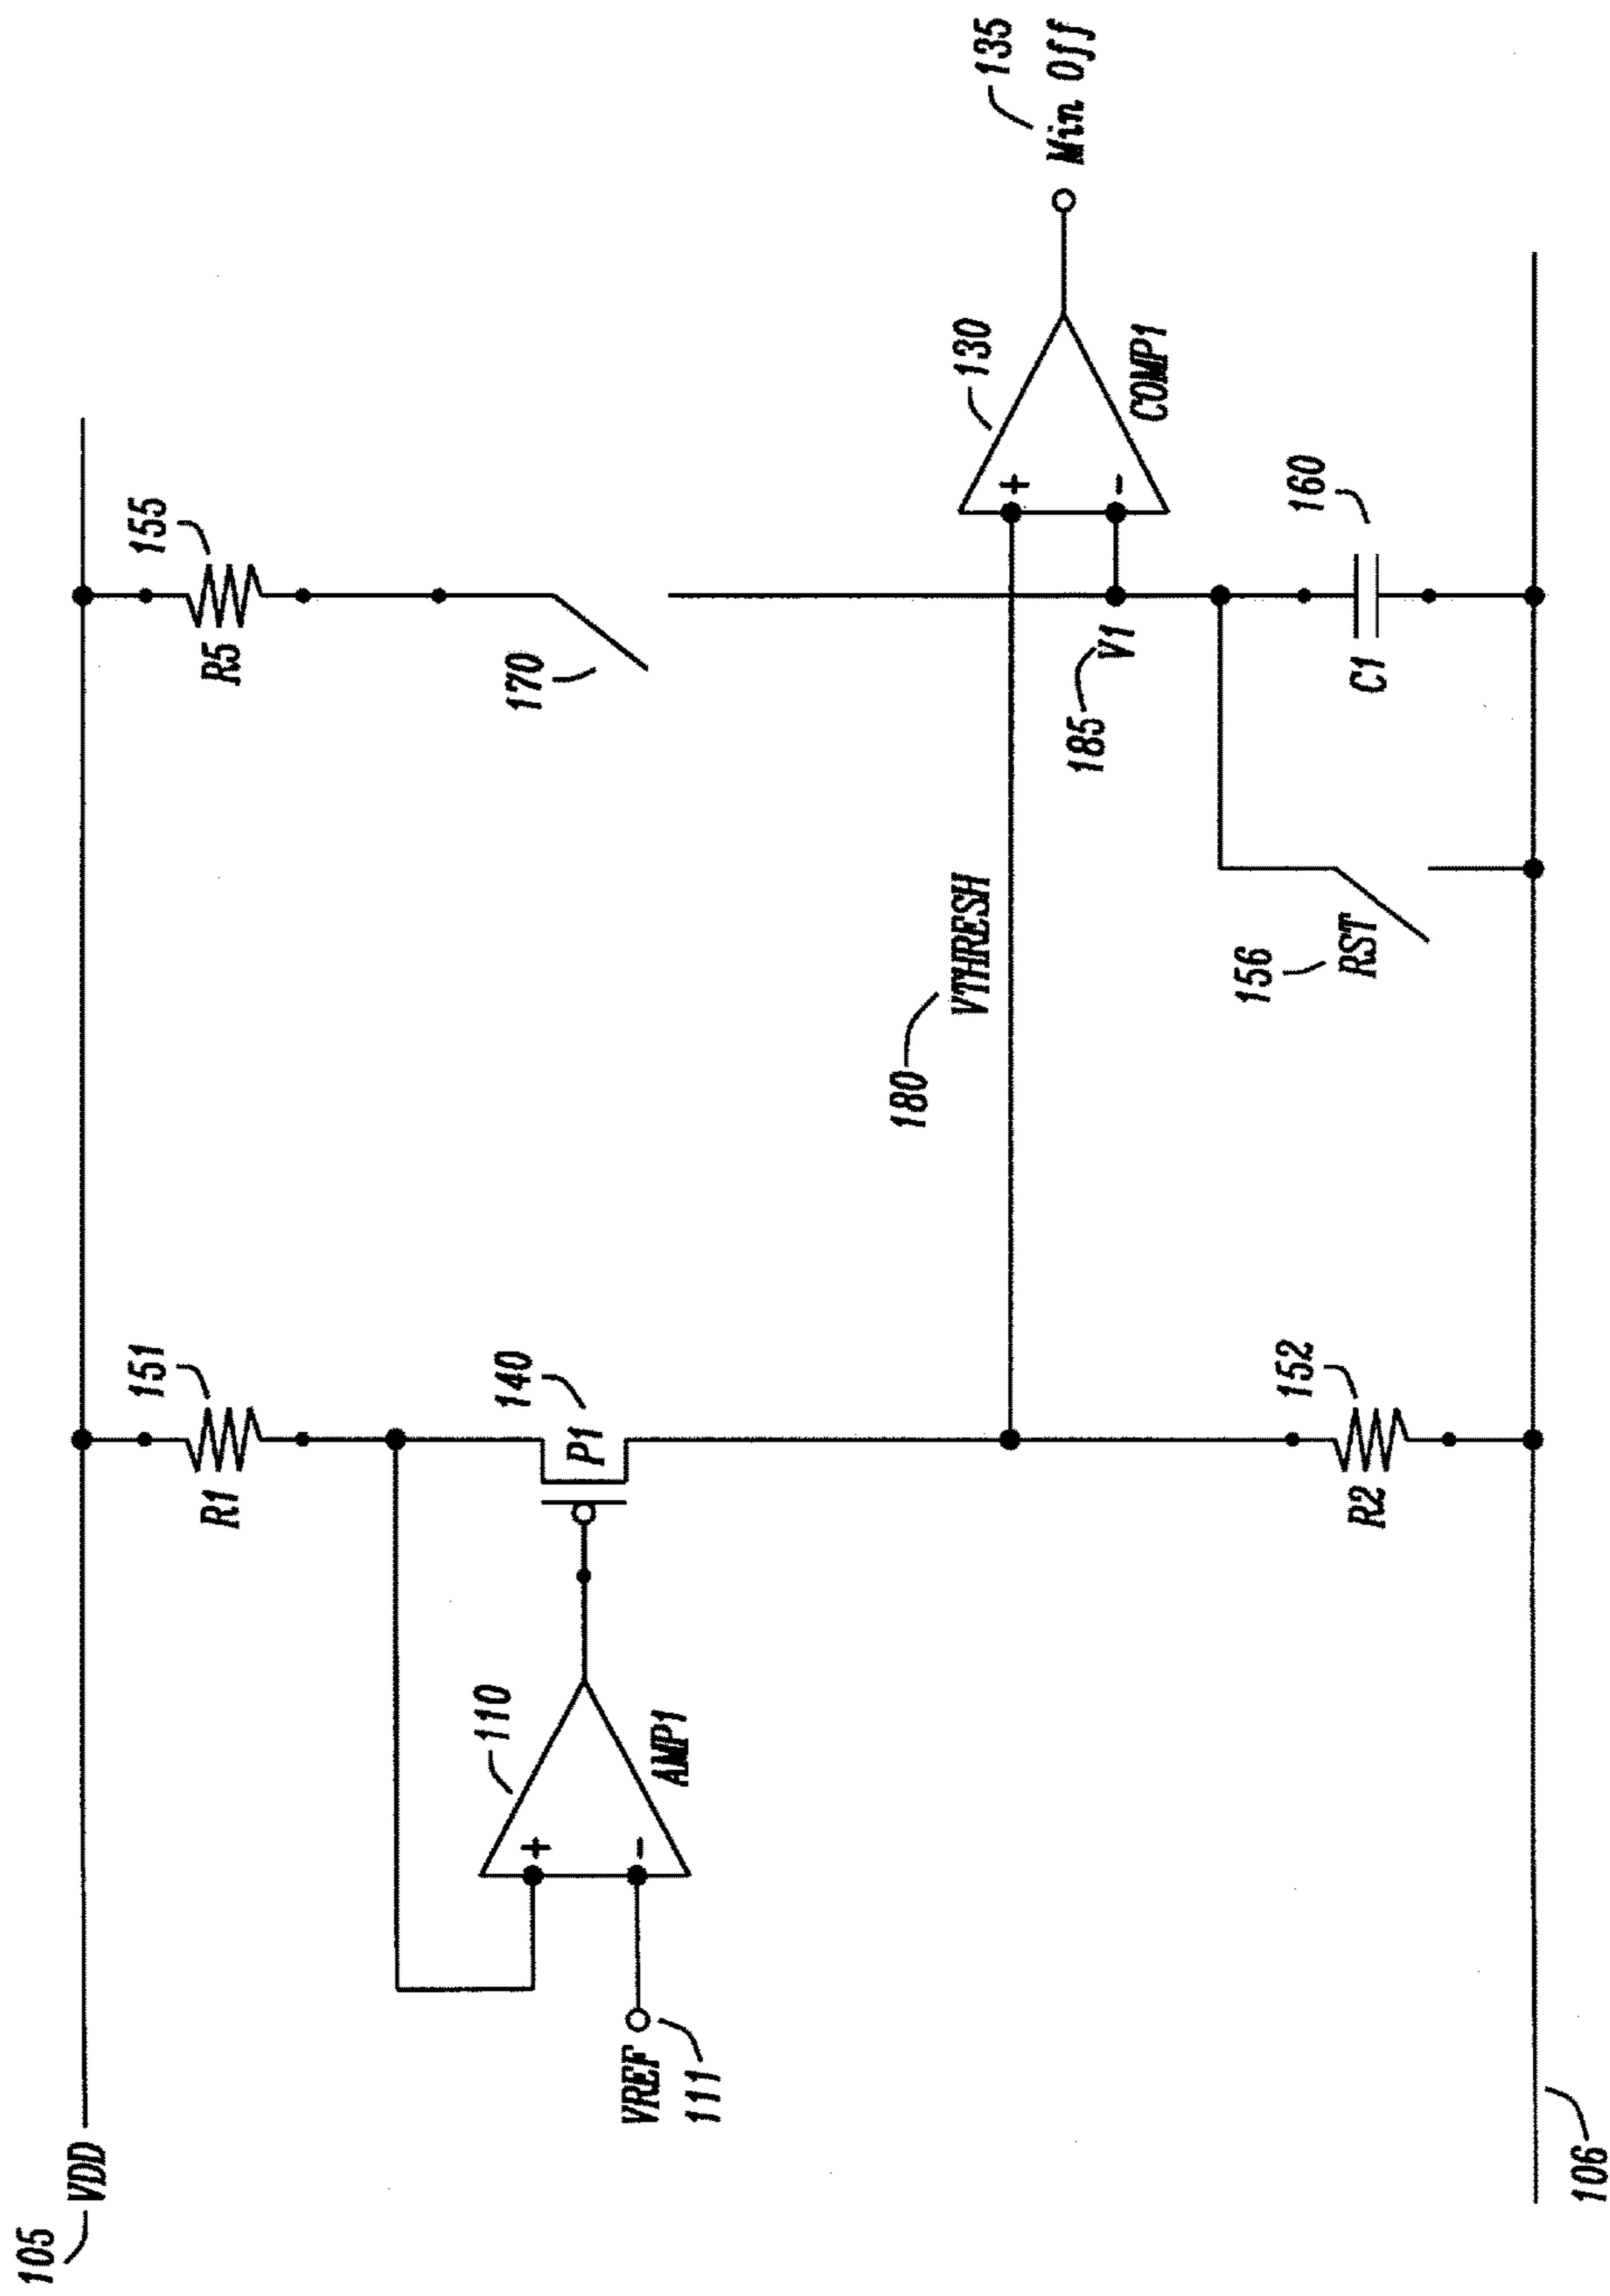 105
VDD
151
R1
155
R5
110
AMP1
140
P1
170
+
-
VREF
111
180
VTHRESH
130
COMP1
+
-
135
Min Off
185
V1
156
RST
160
C1
152
R2
106